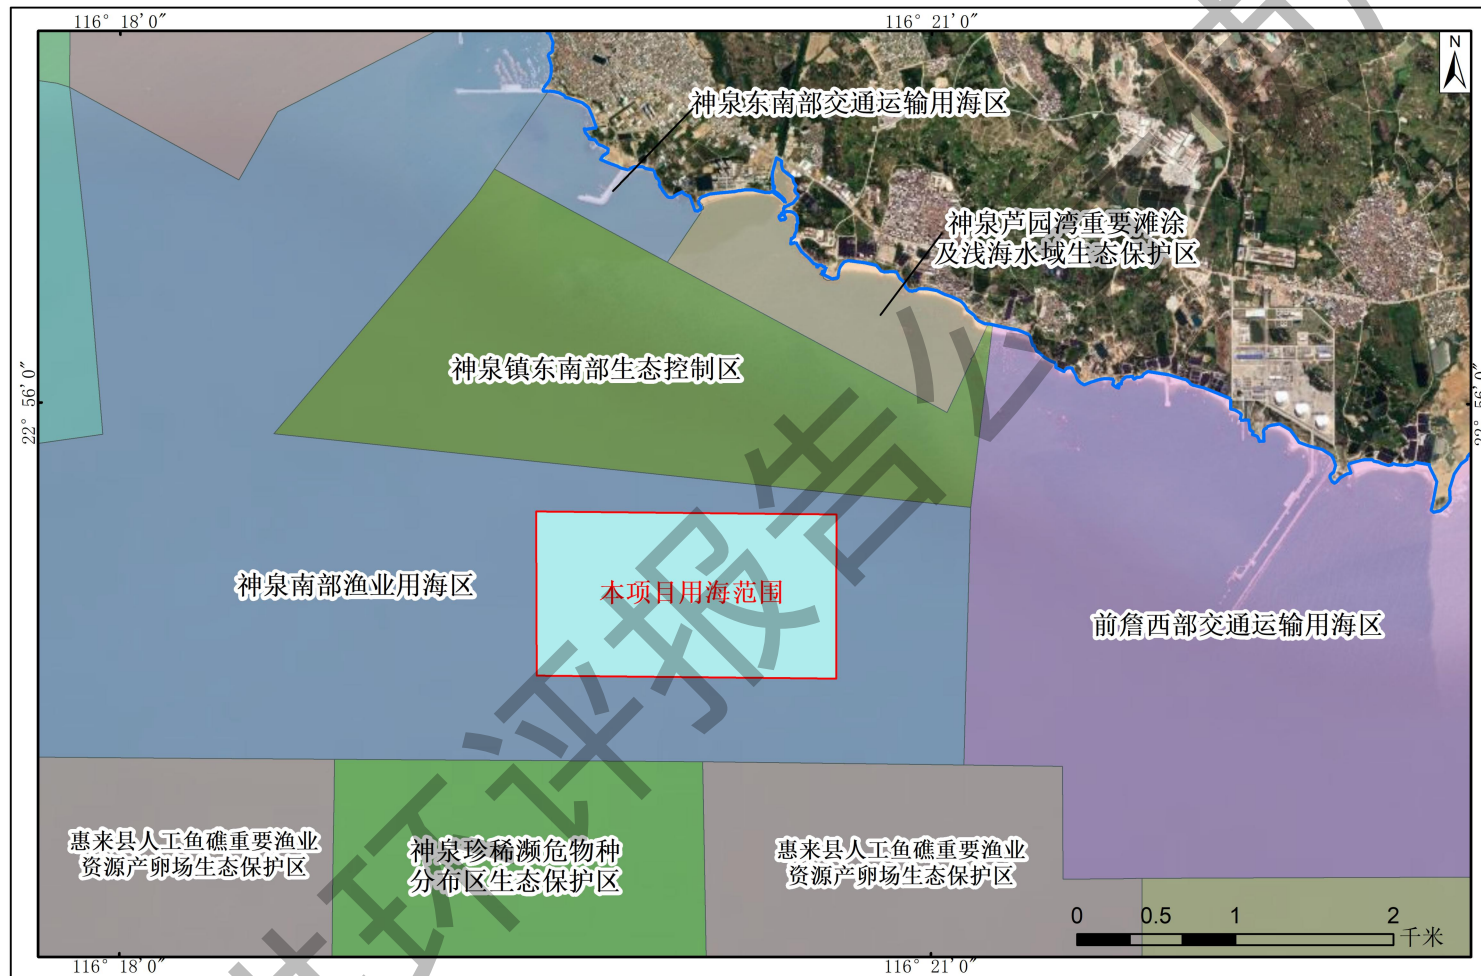 116° 18′0″
116° 21′0″
N
神泉东南部交通运输用海区
神泉芦园湾重要滩涂
及浅海水域生态保护区
神泉镇东南部生态控制区
22° 56′0″
22° 56′0″
神泉南部渔业用海区
本项目用海范围
前詹西部交通运输用海区
惠来县人工鱼礁重要渔业
资源产卵场生态保护区
神泉珍稀濒危物种
分布区生态保护区
惠来县人工鱼礁重要渔业
资源产卵场生态保护区
0 0.5 1 2
千米
116° 18′0″
116° 21′0″
环评报告公